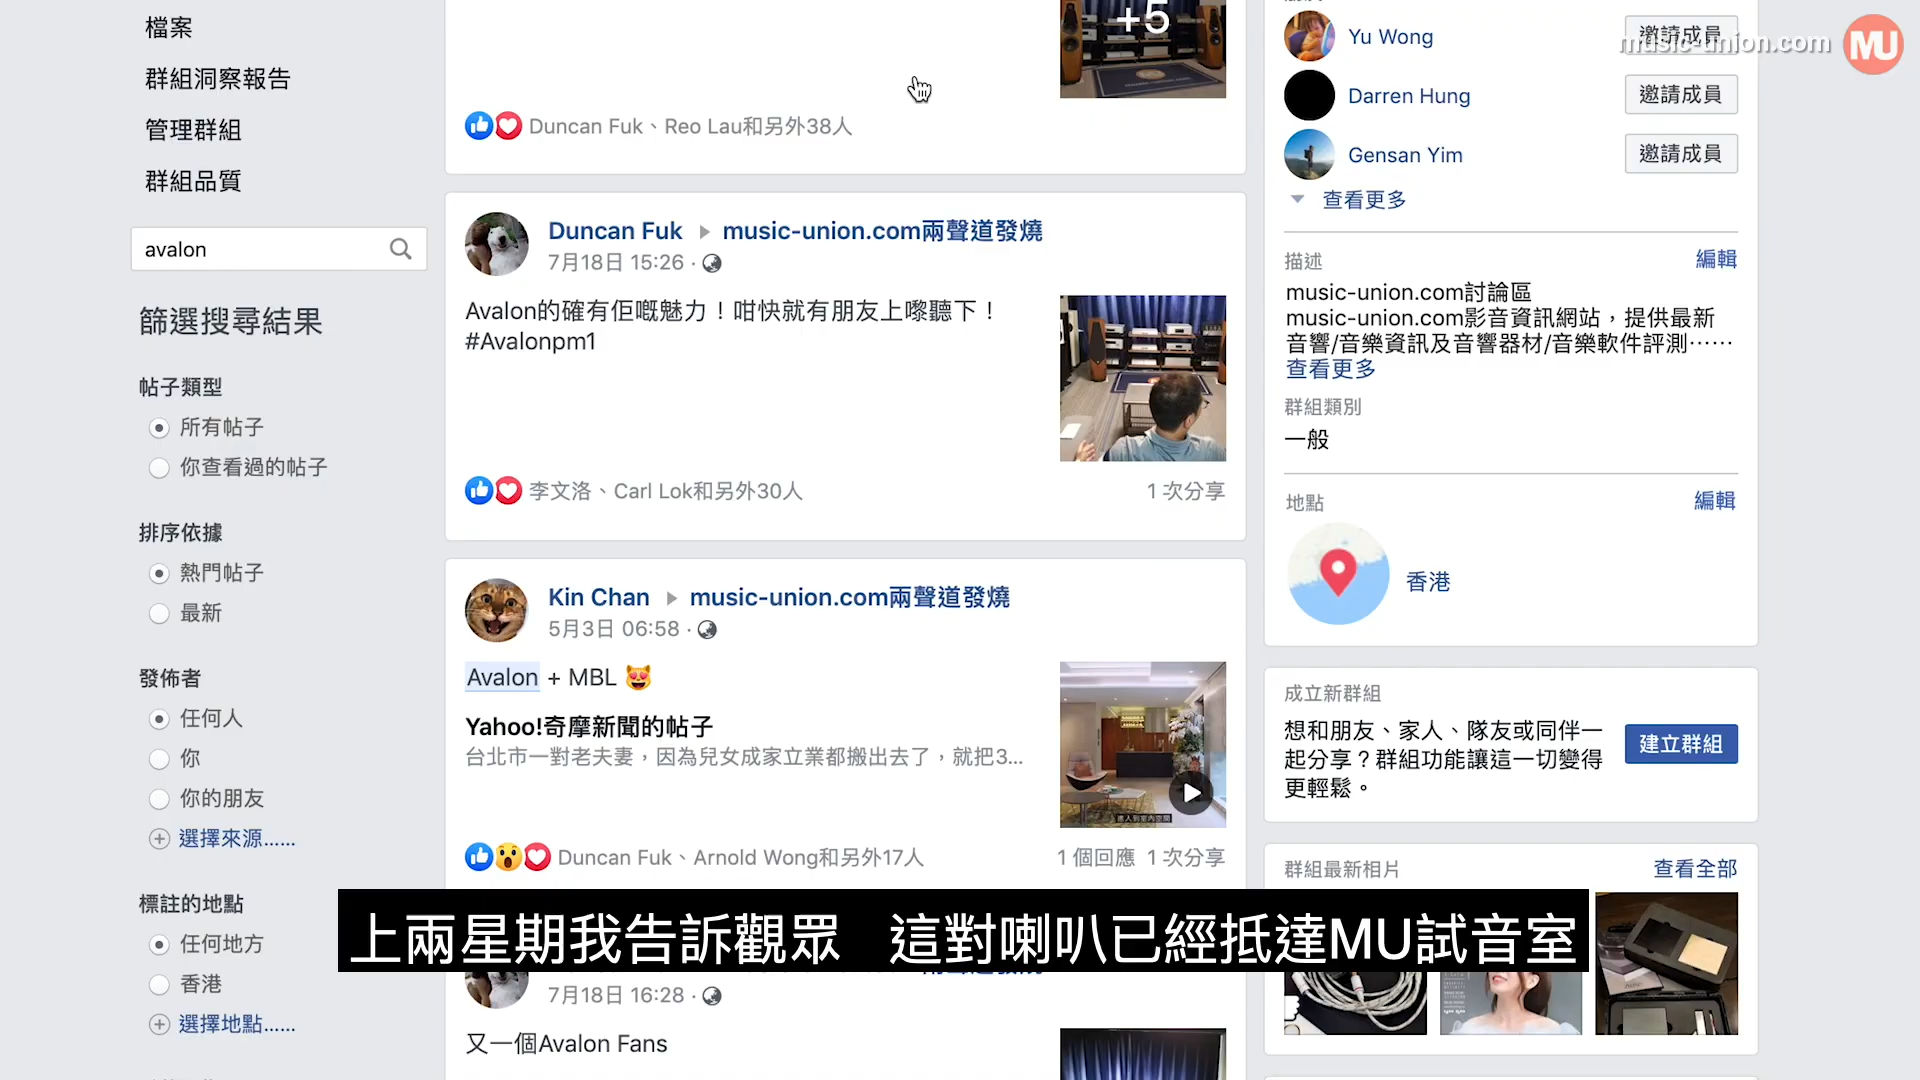 檔案
群組洞察報告
管理群組
群組品質
avalon
篩選搜尋結果
帖子類型
所有帖子
你查看過的帖子
排序依據
熱門帖子
最新
發佈者
任何人
你
你的朋友
選擇來源......
標註的地點
任何地方
香港
選擇地點......
+5
Duncan Fuk、Reo Lau和另外38人
Duncan Fuk ▸ music-union.com兩聲道發燒
7月18日 15:26 ·
Avalon的確有佢嘅魅力！咁快就有朋友上嚟聽下！
#Avalonpm1
李文洛、Carl Lok和另外30人
1 次分享
Kin Chan ▸ music-union.com兩聲道發燒
5月3日 06:58 ·
Avalon + MBL 😻
Yahoo!奇摩新聞的帖子
台北市一對老夫妻，因為兒女成家立業都搬出去了，就把3...
進入到室內空間
Duncan Fuk、Arnold Wong和另外17人
1 個回應 1 次分享
上兩星期我告訴觀眾 這對喇叭已經抵達MU試音室
7月18日 16:28 ·
又一個Avalon Fans
Yu Wong
邀請成員
music-union.com
MU
Darren Hung
邀請成員
Gensan Yim
邀請成員
查看更多
描述
編輯
music-union.com討論區
music-union.com影音資訊網站，提供最新
音響/音樂資訊及音響器材/音樂軟件評測⋯⋯
查看更多
群組類別
一般
地點
編輯
香港
成立新群組
想和朋友、家人、隊友或同伴一
起分享？群組功能讓這一切變得
更輕鬆。
建立群組
群組最新相片
查看全部